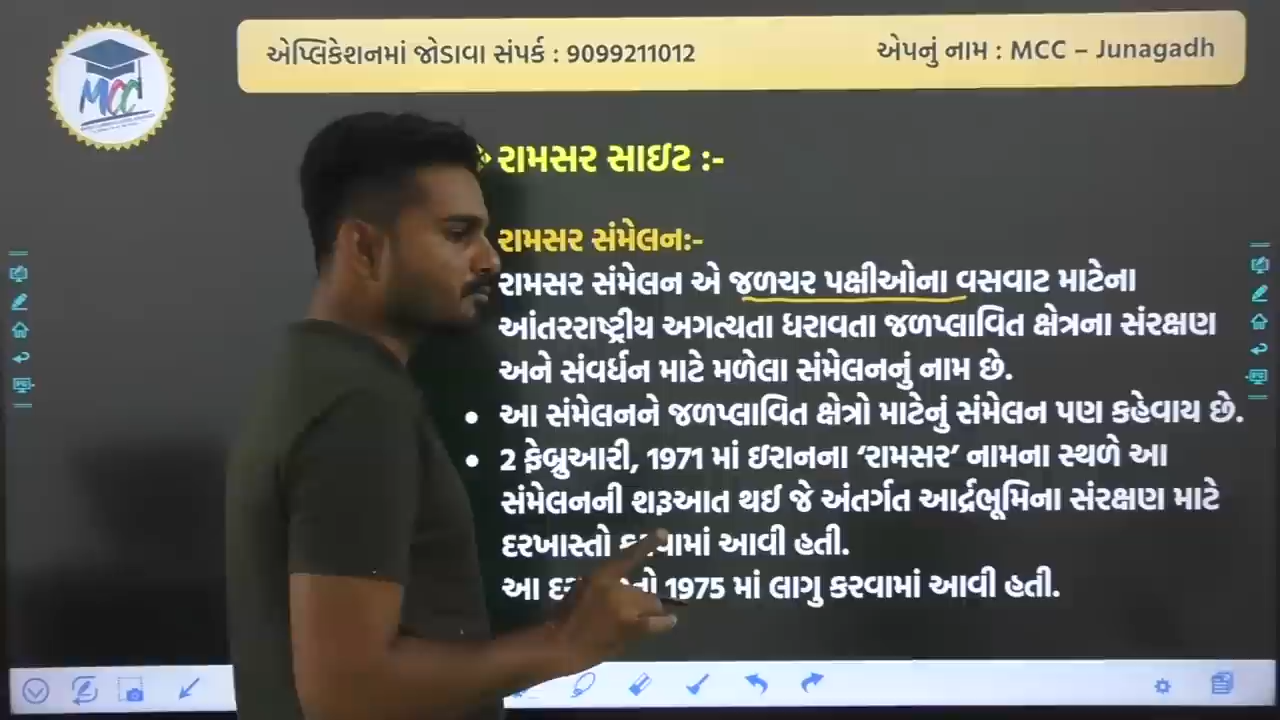 એપ્લિકેશનમાં જોડાવા સંપર્ક : 9099211012
એપનું નામ : MCC – Junagadh
MCC
રામસર સાઇટ :-
રામસર સંમેલન:-
રામસર સંમેલન એ જળચર પક્ષીઓના વસવાટ માટેના
આંતરરાષ્ટ્રીય અગત્યતા ધરાવતા જળપ્લાવિત ક્ષેત્રના સંરક્ષણ
અને સંવર્ધન માટે મળેલા સંમેલનનું નામ છે.
• આ સંમેલનને જળપ્લાવિત ક્ષેત્રો માટેનું સંમેલન પણ કહેવાય છે.
• 2 ફેબ્રુઆરી, 1971 માં ઇરાનના ‘રામસર’ નામના સ્થળે આ
સંમેલનની શરૂઆત થઇ જે અંતર્ગત આર્દ્રભૂમિના સંરક્ષણ માટે
દરખાસ્તો આવી હતી.
આ 1975 માં લાગુ કરવામાં આવી હતી.